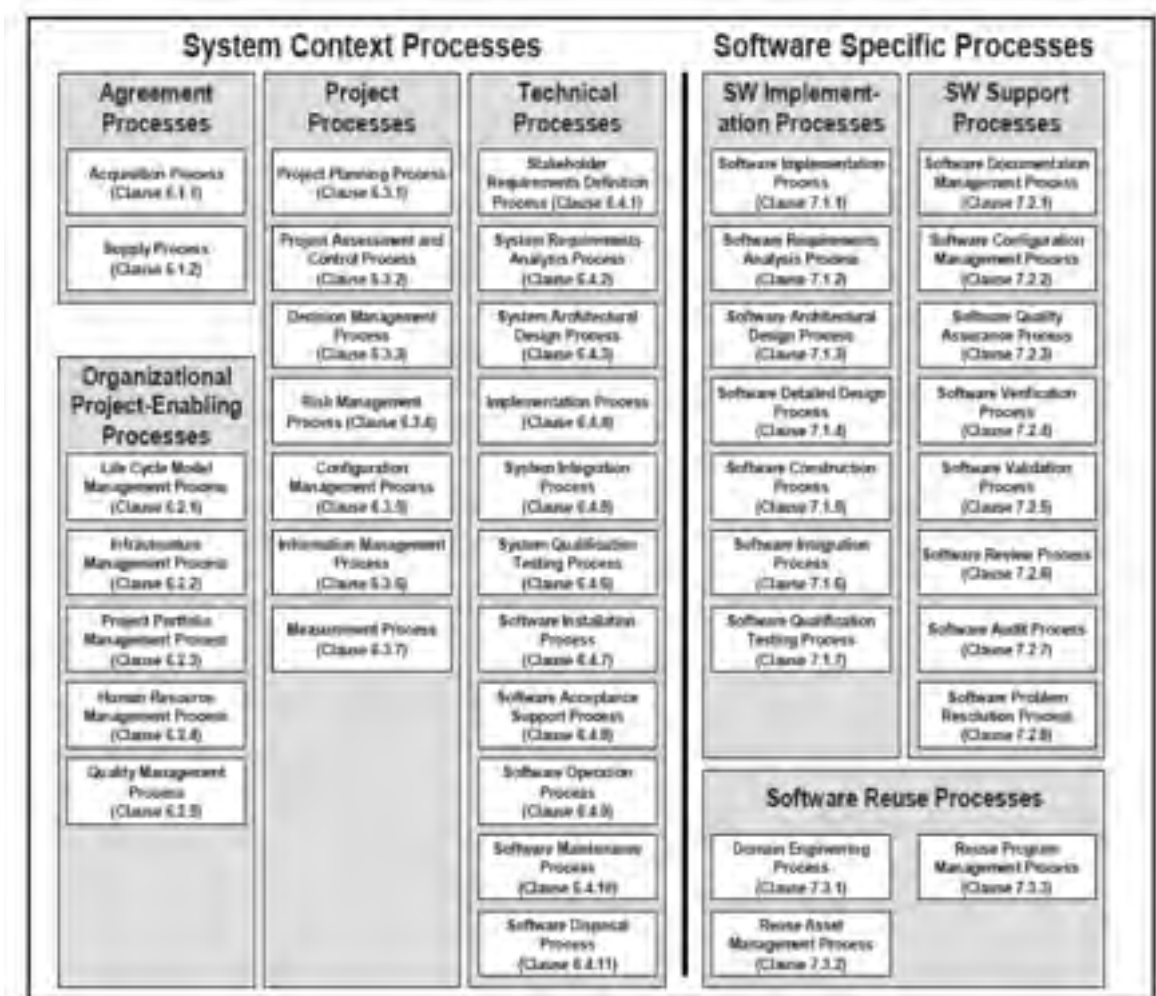 System Context Processes
Agreement
Processes
Acquisition Process
(Clause 6.1.1)
Supply Process
(Clause 6.1.2)
Organizational
Project-Enabling
Processes
Life Cycle Model
Management Process
(Clause 6.2.1)
Infrastructure
Management Process
(Clause 6.2.2)
Project Portfolio
Management Process
(Clause 6.2.3)
Human Resource
Management Process
(Clause 6.2.4)
Quality Management
Process
(Clause 6.2.5)
Project
Processes
Project Planning Process
(Clause 6.3.1)
Project Assessment and
Control Process
(Clause 6.3.2)
Decision Management
Process
(Clause 6.3.3)
Risk Management
Process (Clause 6.3.4)
Configuration
Management Process
(Clause 6.3.5)
Information Management
Process
(Clause 6.3.6)
Measurement Process
(Clause 6.3.7)
Technical
Processes
Stakeholder
Requirements Definition
Process (Clause 6.4.1)
System Requirements
Analysis Process
(Clause 6.4.2)
System Architectural
Design Process
(Clause 6.4.3)
Implementation Process
(Clause 6.4.4)
System Integration
Process
(Clause 6.4.5)
System Qualification
Testing Process
(Clause 6.4.6)
Software Installation
Process
(Clause 6.4.7)
Software Acceptance
Support Process
(Clause 6.4.8)
Software Operation
Process
(Clause 6.4.9)
Software Maintenance
Process
(Clause 6.4.10)
Software Disposal
Process
(Clause 6.4.11)
Software Specific Processes
SW Implement-
ation Processes
Software Implementation
Process
(Clause 7.1.1)
Software Requirements
Analysis Process
(Clause 7.1.2)
Software Architectural
Design Process
(Clause 7.1.3)
Software Detailed Design
Process
(Clause 7.1.4)
Software Construction
Process
(Clause 7.1.5)
Software Integration
Process
(Clause 7.1.6)
Software Qualification
Testing Process
(Clause 7.1.7)
SW Support
Processes
Software Documentation
Management Process
(Clause 7.2.1)
Software Configuration
Management Process
(Clause 7.2.2)
Software Quality
Assurance Process
(Clause 7.2.3)
Software Verification
Process
(Clause 7.2.4)
Software Validation
Process
(Clause 7.2.5)
Software Review Process
(Clause 7.2.6)
Software Audit Process
(Clause 7.2.7)
Software Problem
Resolution Process
(Clause 7.2.8)
Software Reuse Processes
Domain Engineering
Process
(Clause 7.3.1)
Reuse Program
Management Process
(Clause 7.3.3)
Reuse Asset
Management Process
(Clause 7.3.2)